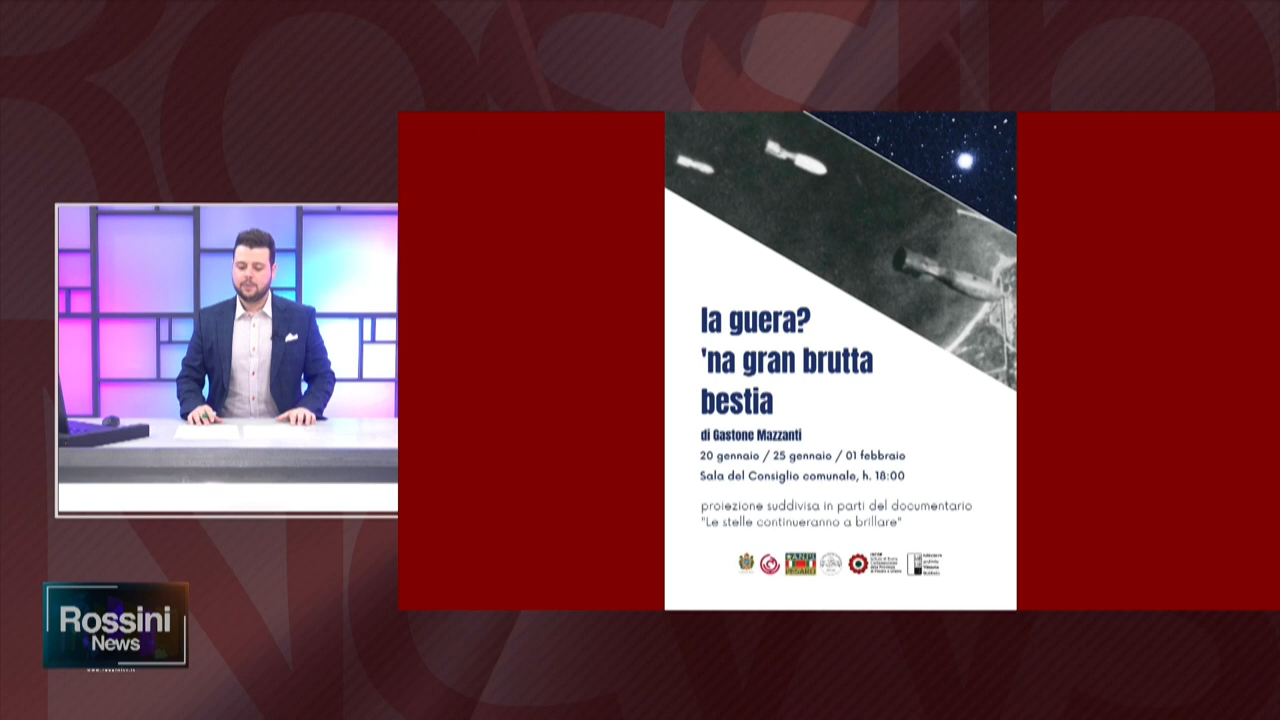 la guera?
'na gran brutta
bestia
di Gastone Mazzanti
20 gennaio / 25 gennaio / 01 febbraio
Sala del Consiglio comunale, h. 18:00
proiezione suddivisa in parti del documentario
"Le stelle continueranno a brillare"
A.N.P.I.
PESARO
Rossini
News